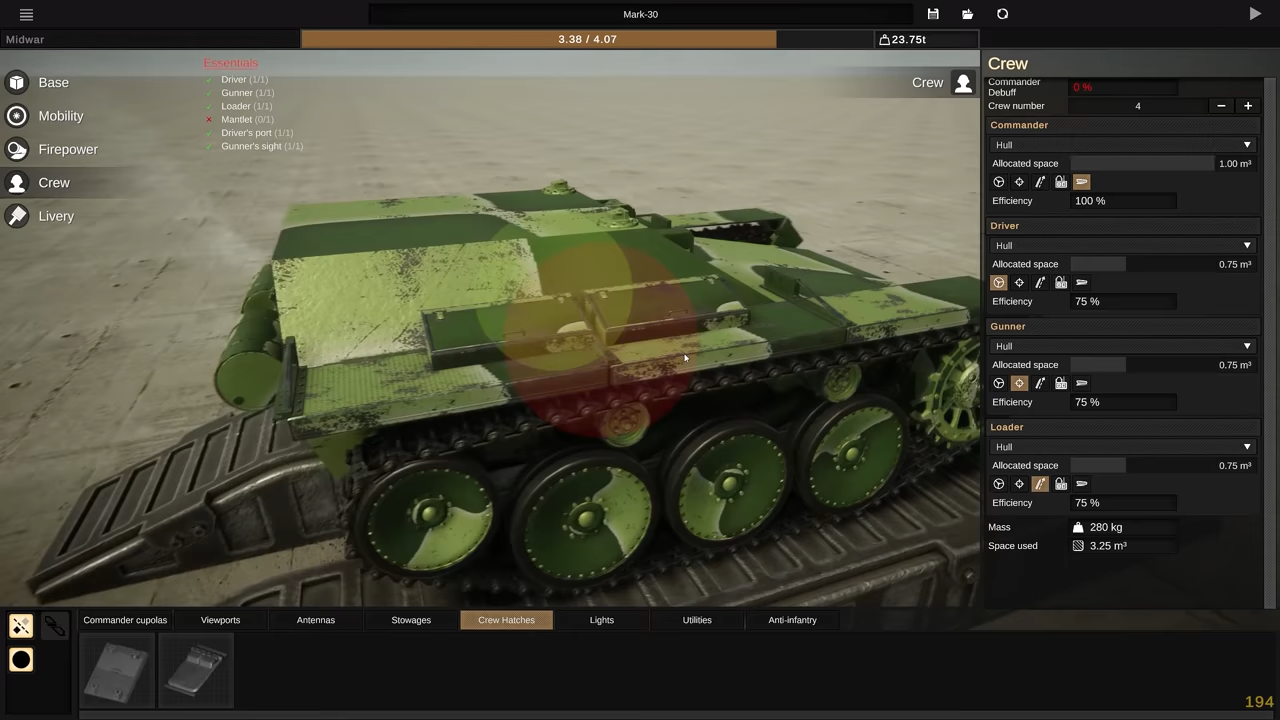 Mark-30
Midwar
3.38 / 4.07
23.75t
Essentials
Driver (1/1)
Gunner (1/1)
Loader (1/1)
Mantlet (0/1)
Driver's port (1/1)
Gunner's sight (1/1)
Base
Mobility
Firepower
Crew
Livery
Crew
Crew
Commander Debuff
0 %
Crew number
4
Commander
Hull
Allocated space
1.00 m³
Efficiency
100 %
Driver
Hull
Allocated space
0.75 m³
Efficiency
75 %
Gunner
Hull
Allocated space
0.75 m³
Efficiency
75 %
Loader
Hull
Allocated space
0.75 m³
Efficiency
75 %
Mass
280 kg
Space used
3.25 m³
Commander cupolas
Viewports
Antennas
Stowages
Crew Hatches
Lights
Utilities
Anti-infantry
194